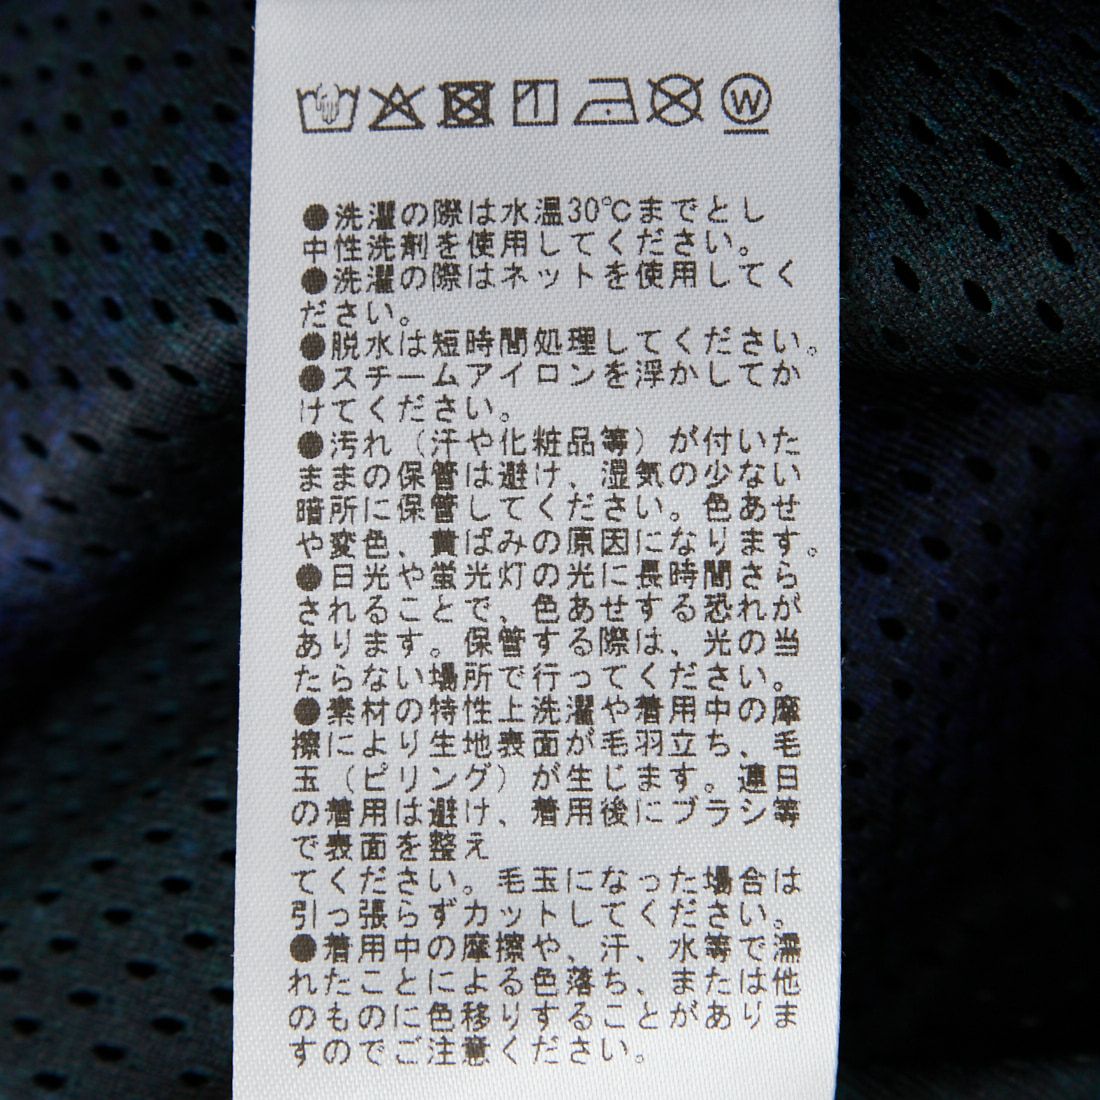 W
●洗濯の際は水温30℃までとし
中性洗剤を使用してください。
●洗濯の際はネットを使用してく
ださい。
●脱水は短時間処理してください。
●スチームアイロンを浮かしてか
けてください。
●汚れ（汗や化粧品等）が付いた
ままの保管は避け、湿気の少ない
暗所に保管してください。色あせ
や変色、黄ばみの原因になります。
●日光や蛍光灯の光に長時間さら
されること で、色あせする恐れが
あります。保管する際は、光の当
たらない場所で行ってください。
●素材の特性上洗濯や着用中の摩
擦により生地表面が毛羽立ち、毛
玉（ピリング）が生じます。連日
の着用は避け、着用後にブラシ等
で表面を整え
てください。毛玉になった場合は
引っ張らずカットしてください。
●着用中の摩擦や、汗、水等で濡
れたことにより色落ち、または他
のものに色移りすることがありま
すのでご注意ください。